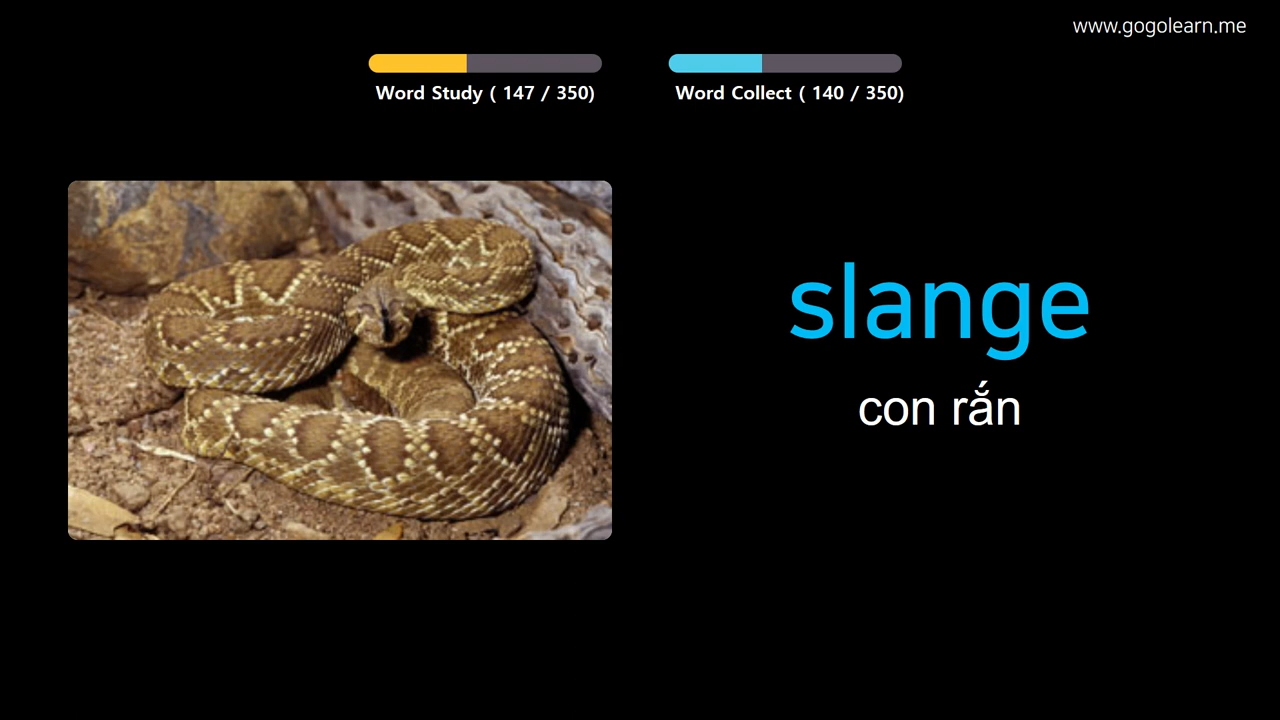 www.gogolearn.me
Word Study ( 147 / 350)
Word Collect ( 140 / 350)
slange
con rắn